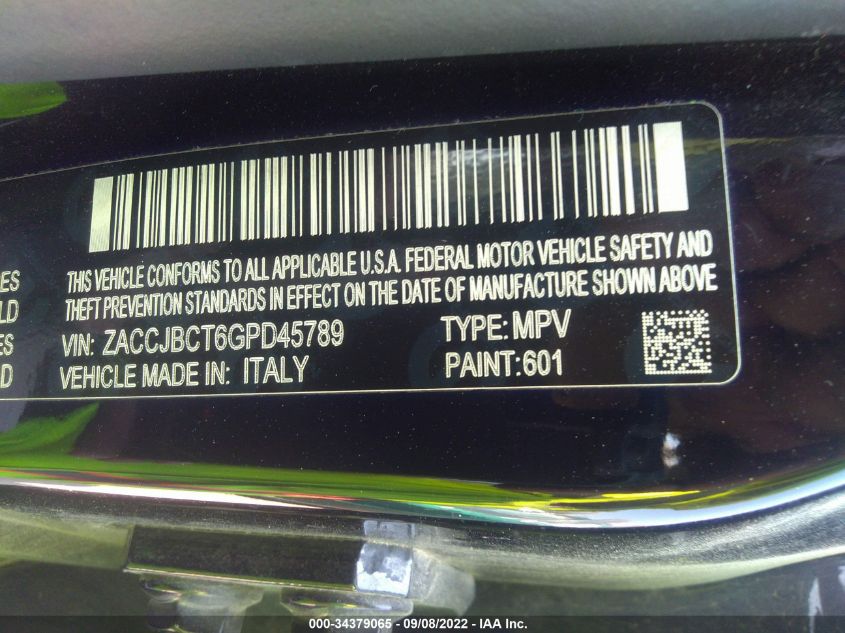 THIS VEHICLE CONFORMS TO ALL APPLICABLE U.S.A. FEDERAL MOTOR VEHICLE SAFETY AND
THEFT PREVENTION STANDARDS IN EFFECT ON THE DATE OF MANUFACTURE SHOWN ABOVE
VIN: ZACCJBCT6GPD45789 TYPE: MPV
VEHICLE MADE IN: ITALY PAINT:601
000-34379065 - 09/08/2022 - IAA Inc.